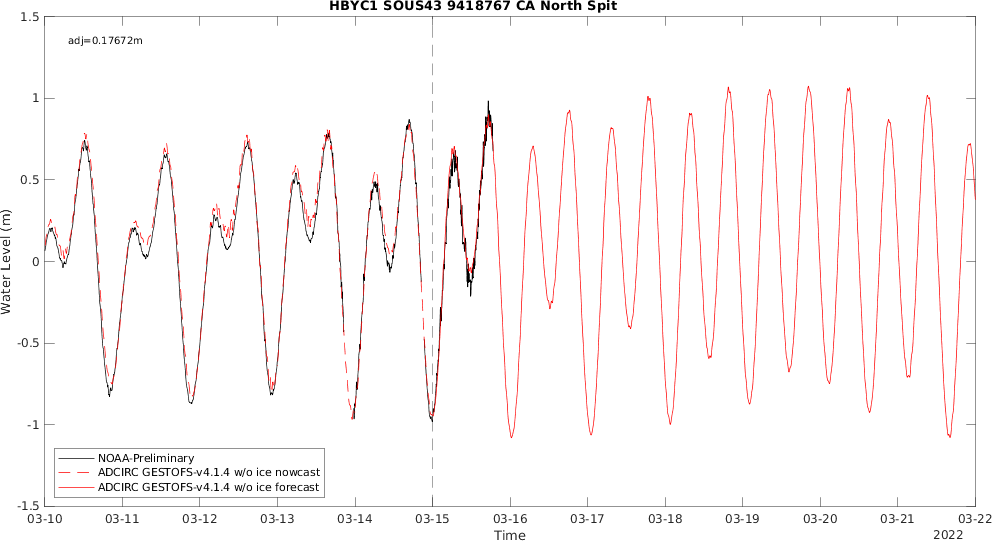 HBYC1 SOUS43 9418767 CA North Spit
adj=0.17672m
1.5
1
0.5
0
-0.5
-1
-1.5
Water Level (m)
NOAA-Preliminary
ADCIRC GESTOFS-v4.1.4 w/o ice nowcast
ADCIRC GESTOFS-v4.1.4 w/o ice forecast
03-10 03-11 03-12 03-13 03-14 03-15 03-16 03-17 03-18 03-19 03-20 03-21 03-22
Time
2022